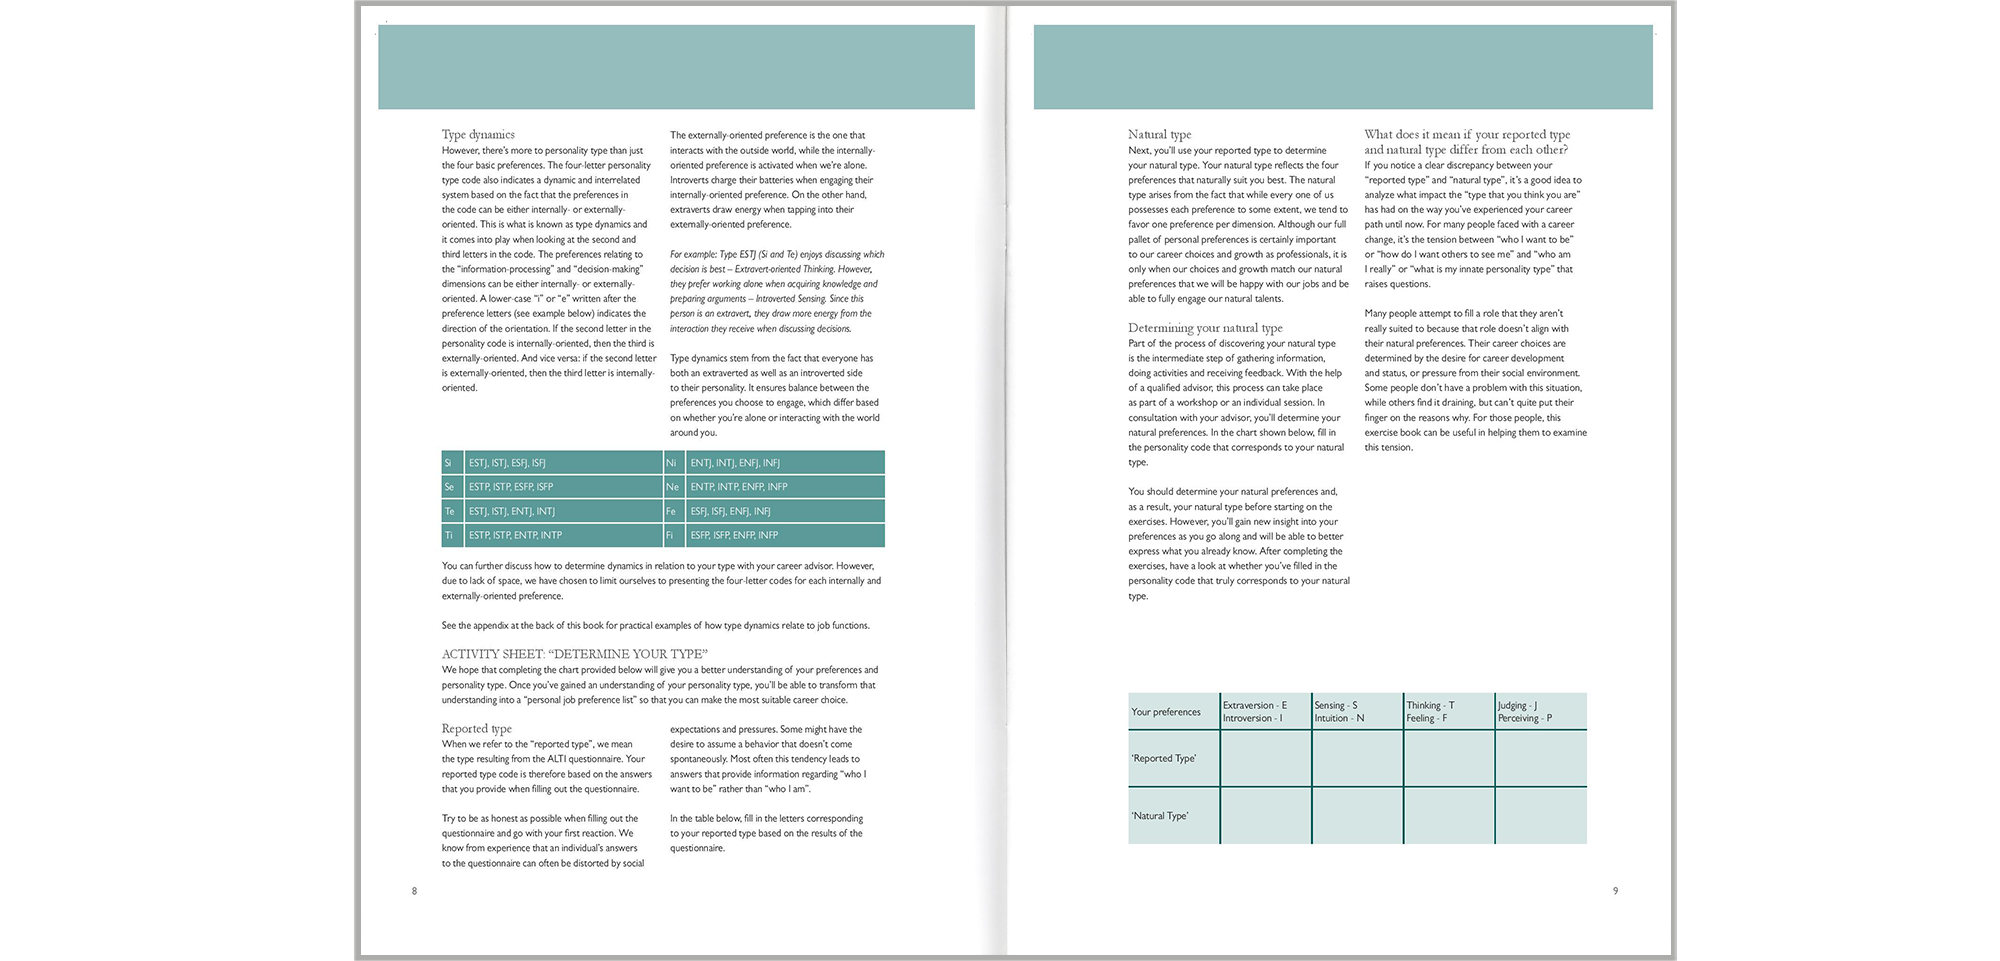 Type dynamics
However, there's more to personality type than just
the four basic preferences. The four-letter personality
type code also indicates a dynamic and interrelated
system based on the fact that the preferences in
the code can be either internally- or externally-
oriented. This is what is known as type dynamics and
it comes into play when looking at the second and
third letters in the code. The preferences relating to
the “information-processing” and “decision-making”
dimensions can be either internally- or externally-
oriented. A lower-case “i” or “e” written after the
preference letters (see example below) indicates the
direction of the orientation. If the second letter in the
personality code is internally-oriented, then the third is
externally-oriented. And vice versa: if the second letter
is externally-oriented, then the third letter is internally-
oriented.
The externally-oriented preference is the one that
interacts with the outside world, while the internally-
oriented preference is activated when we're alone.
Introverts charge their batteries when engaging their
internally-oriented preference. On the other hand,
extraverts draw energy when tapping into their
externally-oriented preference.
For example: Type ESTJ (Si and Te) enjoys discussing which
decision is best – Extravert-oriented Thinking. However,
they prefer working alone when acquiring knowledge and
preparing arguments – Introverted Sensing. Since this
person is an extravert, they draw more energy from the
interaction they receive when discussing decisions.
Type dynamics stem from the fact that everyone has
both an extraverted as well as an introverted side
to their personality. It ensures balance between the
preferences you choose to engage, which differ based
on whether you're alone or interacting with the world
around you.
Si ESTJ, ISTJ, ESFJ, ISFJ Ni ENTJ, INTJ, ENFJ, INFJ
Se ESTP, ISTP, ESFP, ISFP Ne ENTP, INTP, ENFP, INFP
Te ESTJ, ISTJ, ENTJ, INTJ Fe ESFJ, ISFJ, ENFJ, INFJ
Ti ESTP, ISTP, ENTP, INTP Fi ESFP, ISFP, ENFP, INFP
You can further discuss how to determine dynamics in relation to your type with your career advisor. However,
due to lack of space, we have chosen to limit ourselves to presenting the four-letter codes for each internally and
externally-oriented preference.
See the appendix at the back of this book for practical examples of how type dynamics relate to job functions.
ACTIVITY SHEET: “DETERMINE YOUR TYPE”
We hope that completing the chart provided below will give you a better understanding of your preferences and
personality type. Once you've gained an understanding of your personality type, you'll be able to transform that
understanding into a “personal job preference list” so that you can make the most suitable career choice.
Reported type
When we refer to the “reported type”, we mean
the type resulting from the ALTI questionnaire. Your
reported type code is therefore based on the answers
that you provide when filling out the questionnaire.
Try to be as honest as possible when filling out the
questionnaire and go with your first reaction. We
know from experience that an individual's answers
to the questionnaire can often be distorted by social
expectations and pressures. Some might have the
desire to assume a behavior that doesn't come
spontaneously. Most often this tendency leads to
answers that provide information regarding “who I
want to be” rather than “who I am”.
In the table below, fill in the letters corresponding
to your reported type based on the results of the
questionnaire.
8
Natural type
Next, you'll use your reported type to determine
your natural type. Your natural type reflects the four
preferences that naturally suit you best. The natural
type arises from the fact that while every one of us
possesses each preference to some extent, we tend to
favor one preference per dimension. Although our full
pallet of personal preferences is certainly important
to our career choices and growth as professionals, it is
only when our choices and growth match our natural
preferences that we will be happy with our jobs and be
able to fully engage our natural talents.
Determining your natural type
Part of the process of discovering your natural type
is the intermediate step of gathering information,
doing activities and receiving feedback. With the help
of a qualified advisor, this process can take place
as part of a workshop or an individual session. In
consultation with your advisor, you'll determine your
natural preferences. In the chart shown below, fill in
the personality code that corresponds to your natural
type.
You should determine your natural preferences and,
as a result, your natural type before starting on the
exercises. However, you'll gain new insight into your
preferences as you go along and will be able to better
express what you already know. After completing the
exercises, have a look at whether you've filled in the
personality code that truly corresponds to your natural
type.
What does it mean if your reported type
and natural type differ from each other?
If you notice a clear discrepancy between your
“reported type” and “natural type”, it's a good idea to
analyze what impact the “type that you think you are”
has had on the way you've experienced your career
path until now. For many people faced with a career
change, it's the tension between “who I want to be”
or “how do I want others to see me” and “who am
I really” or “what is my innate personality type” that
raises questions.
Many people attempt to fill a role that they aren't
really suited to because that role doesn't align with
their natural preferences. Their career choices are
determined by the desire for career development
and status, or pressure from their social environment.
Some people don't have a problem with this situation,
while others find it draining, but can't quite put their
finger on the reasons why. For those people, this
exercise book can be useful in helping them to examine
this tension.
Your preferences
Extraversion - E
Introversion - I
Sensing - S
Intuition - N
Thinking - T
Feeling - F
Judging - J
Perceiving - P
‘Reported Type’
‘Natural Type’
9